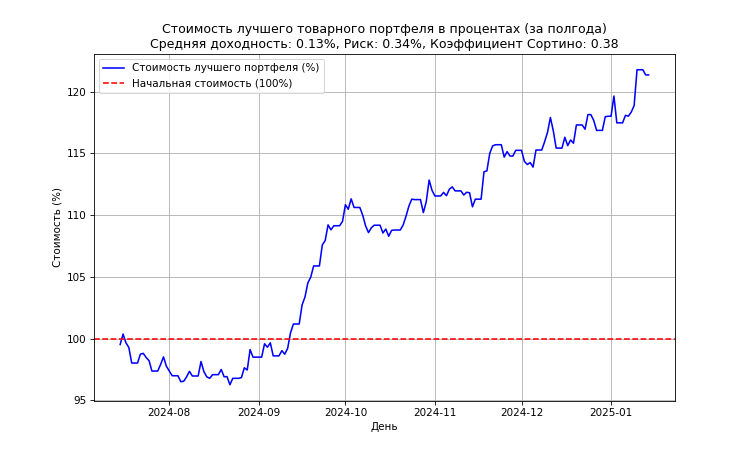 Стоимость лучшего товарного портфеля в процентах (за полгода)
Средняя доходность: 0.13%, Риск: 0.34%, Коэффициент Сортино: 0.38
Стоимость лучшего портфеля (%)
Начальная стоимость (100%)
Стоимость (%)
120
115
110
105
100
95
2024-08 2024-09 2024-10 2024-11 2024-12 2025-01
День